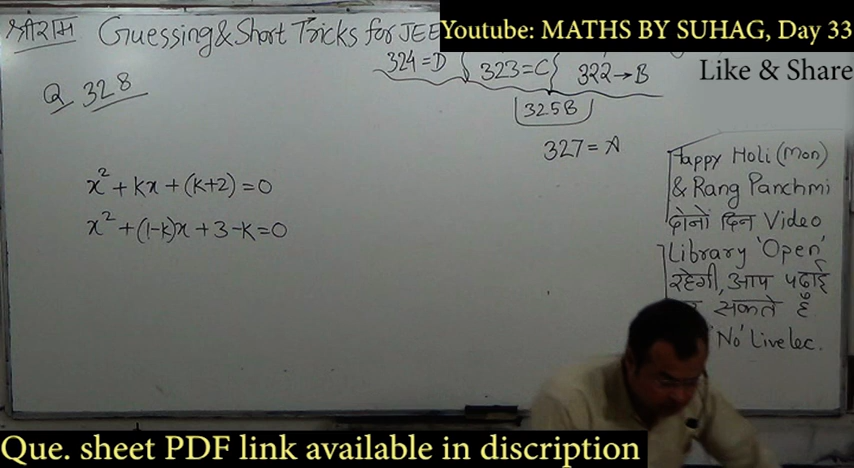 श्रीराम Guessing & Short Tricks for JEE
Youtube: MATHS BY SUHAG, Day 33
Like & Share
324 = D 323 = C 322 → B
325 B
327 = A
Q 328
x² + kx + (k+2) = 0
x² + (1-k)x + 3-k = 0
Happy Holi (Mon)
& Rang Panchmi
दोनो दिन Video
Library 'Open'
रहेगी, आप पढाई
सकते हैं
'No' Live lec.
Que. sheet PDF link available in discription